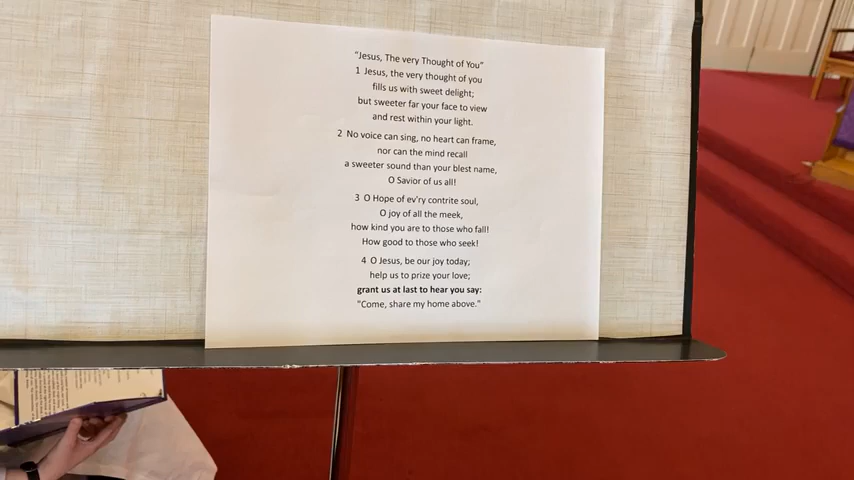 "Jesus, The very Thought of You"
1 Jesus, the very thought of you
fills us with sweet delight;
but sweeter far your face to view
and rest within your light.
2 No voice can sing, no heart can frame,
nor can the mind recall
a sweeter sound than your blest name,
O Savior of us all!
3 O Hope of ev'ry contrite soul,
O joy of all the meek,
how kind you are to those who fall!
How good to those who seek!
4 O Jesus, be our joy today;
help us to prize your love;
grant us at last to hear you say:
"Come, share my home above."